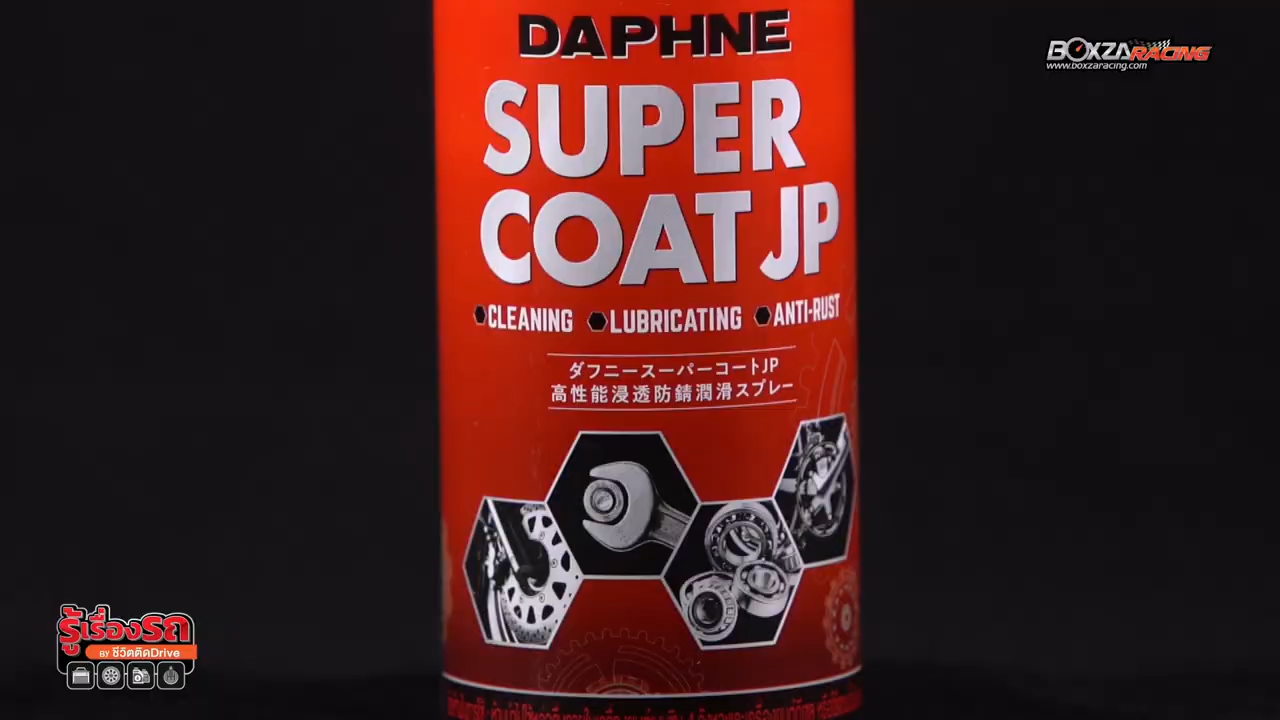 DAPHNE
SUPER
COAT JP
CLEANING LUBRICATING ANTI-RUST
ダフニースーパーコートJP
高性能浸透防錆潤滑スプレー
BOXZARACING
www.boxzaracing.com
รู้เรื่องรถ
BY ชีวิตติดDrive